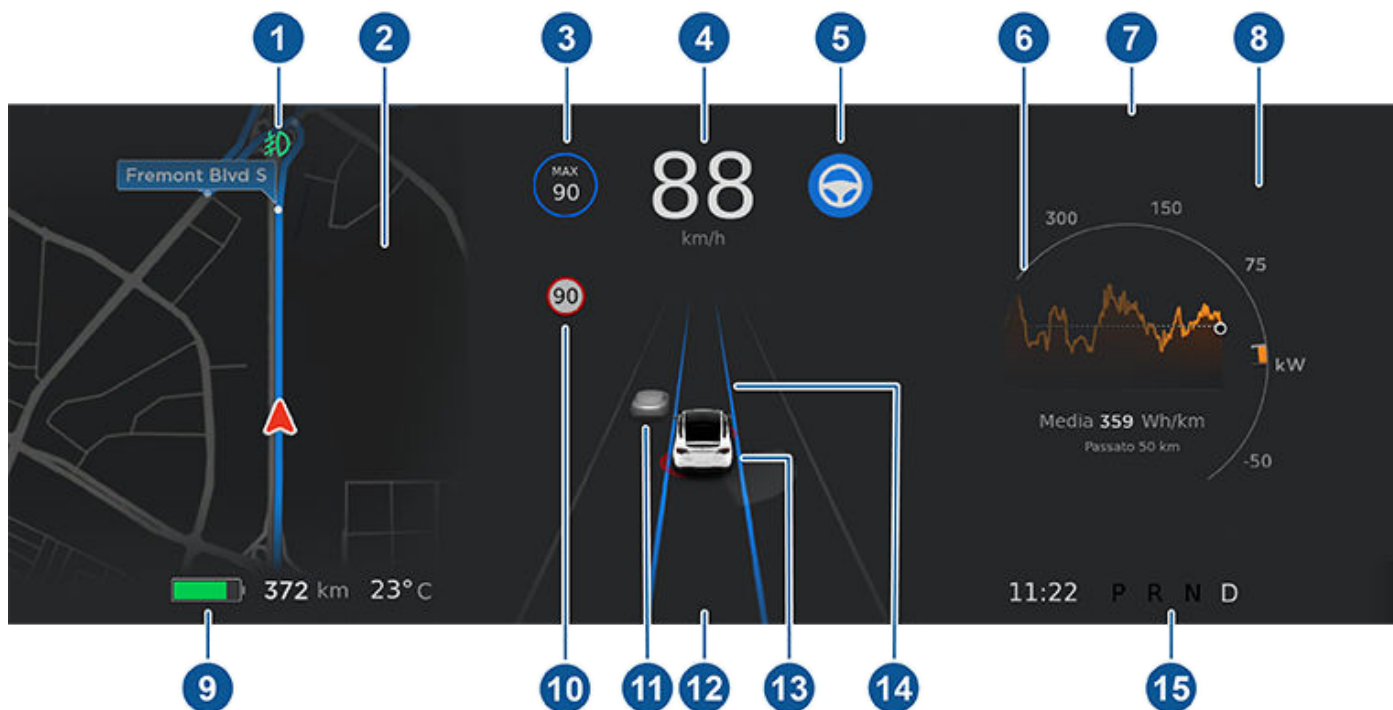 1 2 3 4 5 6 7 8
Fremont Blvd S
MAX
90
88
km/h
90
300 150
75
kW
Media 359 Wh/km
Passato 50 km
-50
372 km 23°C
11:22 P R N D
9 10 11 12 13 14 15